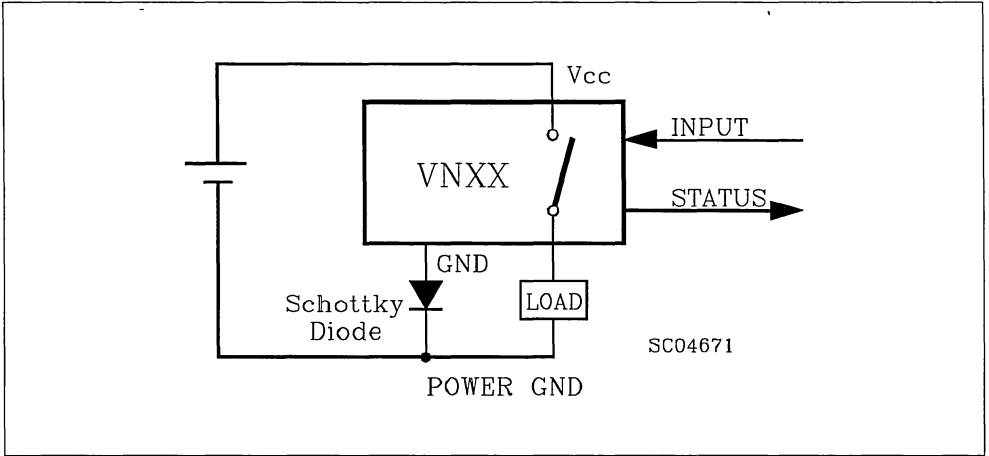 Vcc
INPUT
VNXX
STATUS
GND
Schottky
Diode
LOAD
SC04671
POWER GND